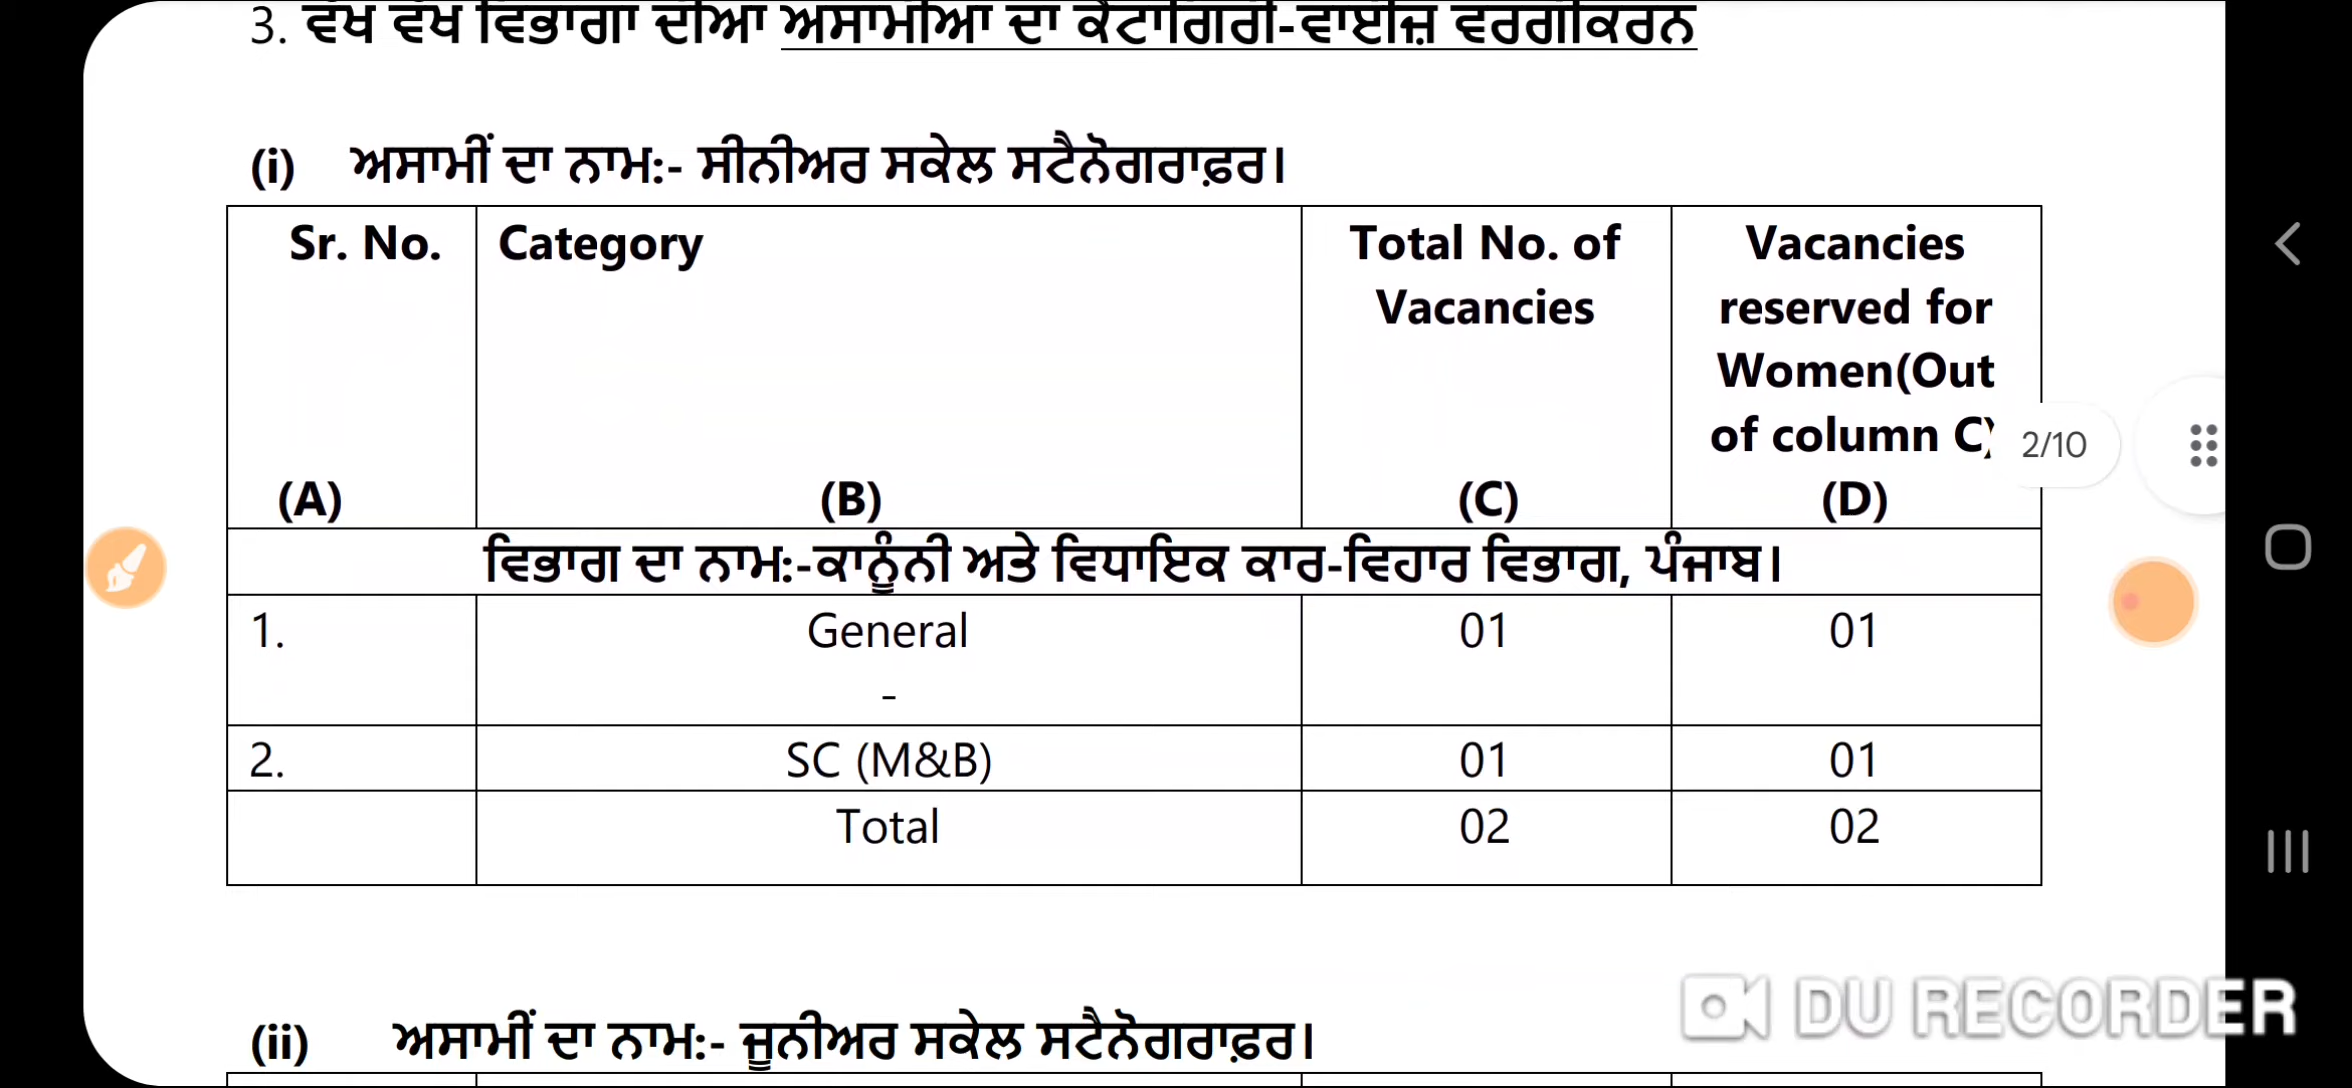 3. ਵੱਖ ਵੱਖ ਵਿਭਾਗਾਂ ਦੀਆਂ ਅਸਾਮੀਆਂ ਦਾ ਕੈਟਾਗਿਰੀ-ਵਾਈਜ਼ ਵਰਗੀਕਰਨ
(i) ਅਸਾਮੀਂ ਦਾ ਨਾਮ:- ਸੀਨੀਅਰ ਸਕੇਲ ਸਟੈਨੋਗਰਾਫ਼ਰ।
Sr. No. Category Total No. of Vacancies
Vacancies reserved for
Women(Out
of column C) 2/10
(A) (B) (C) (D)
ਵਿਭਾਗ ਦਾ ਨਾਮ:-ਕਾਨੂੰਨੀ ਅਤੇ ਵਿਧਾਇਕ ਕਾਰ-ਵਿਹਾਰ ਵਿਭਾਗ, ਪੰਜਾਬ।
1. General 01 01
-
2. SC (M&B) 01 01
Total 02 02
DU RECORDER
(ii) ਅਸਾਮੀਂ ਦਾ ਨਾਮ:- ਜੂਨੀਅਰ ਸਕੇਲ ਸਟੈਨੋਗਰਾਫ਼ਰ।